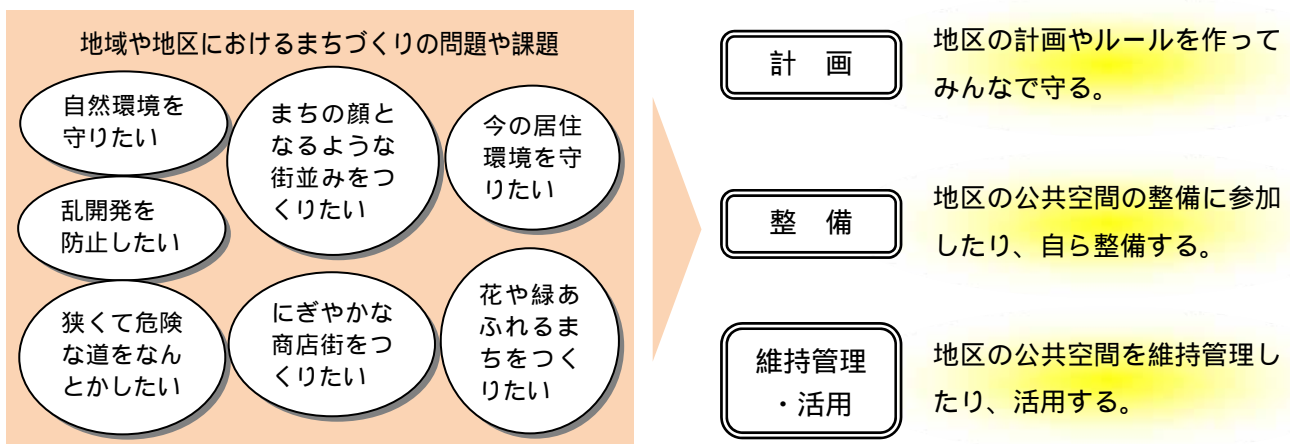 地域や地区におけるまちづくりの問題や課題
自然環境を
守りたい
まちの顔と
なるような
街並みをつ
くりたい
今の居住
環境を守
りたい
乱開発を
防止したい
狭くて危険
な道をなん
とかしたい
にぎやかな
商店街をつ
くりたい
花や緑あ
ふれるま
ちをつく
りたい
計　画
地区の計画やルールを作って
みんなで守る。
整　備
地区の公共空間の整備に参加
したり、自ら整備する。
維持管理
・活用
地区の公共空間を維持管理し
たり、活用する。